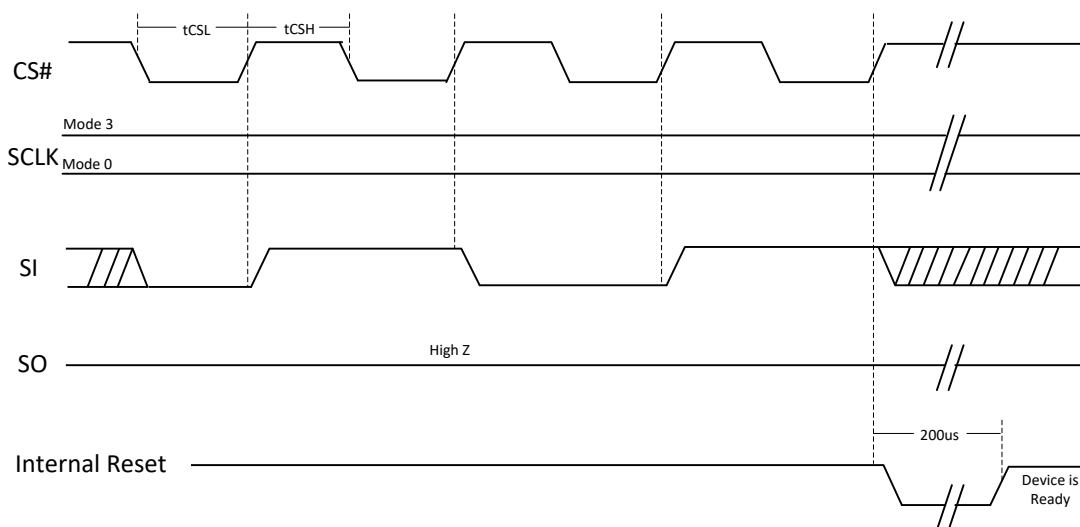 tCSL
tCSH
CS#
Mode 3
SCLK
Mode 0
SI
SO
High Z
200us
Internal Reset
Device is
Ready